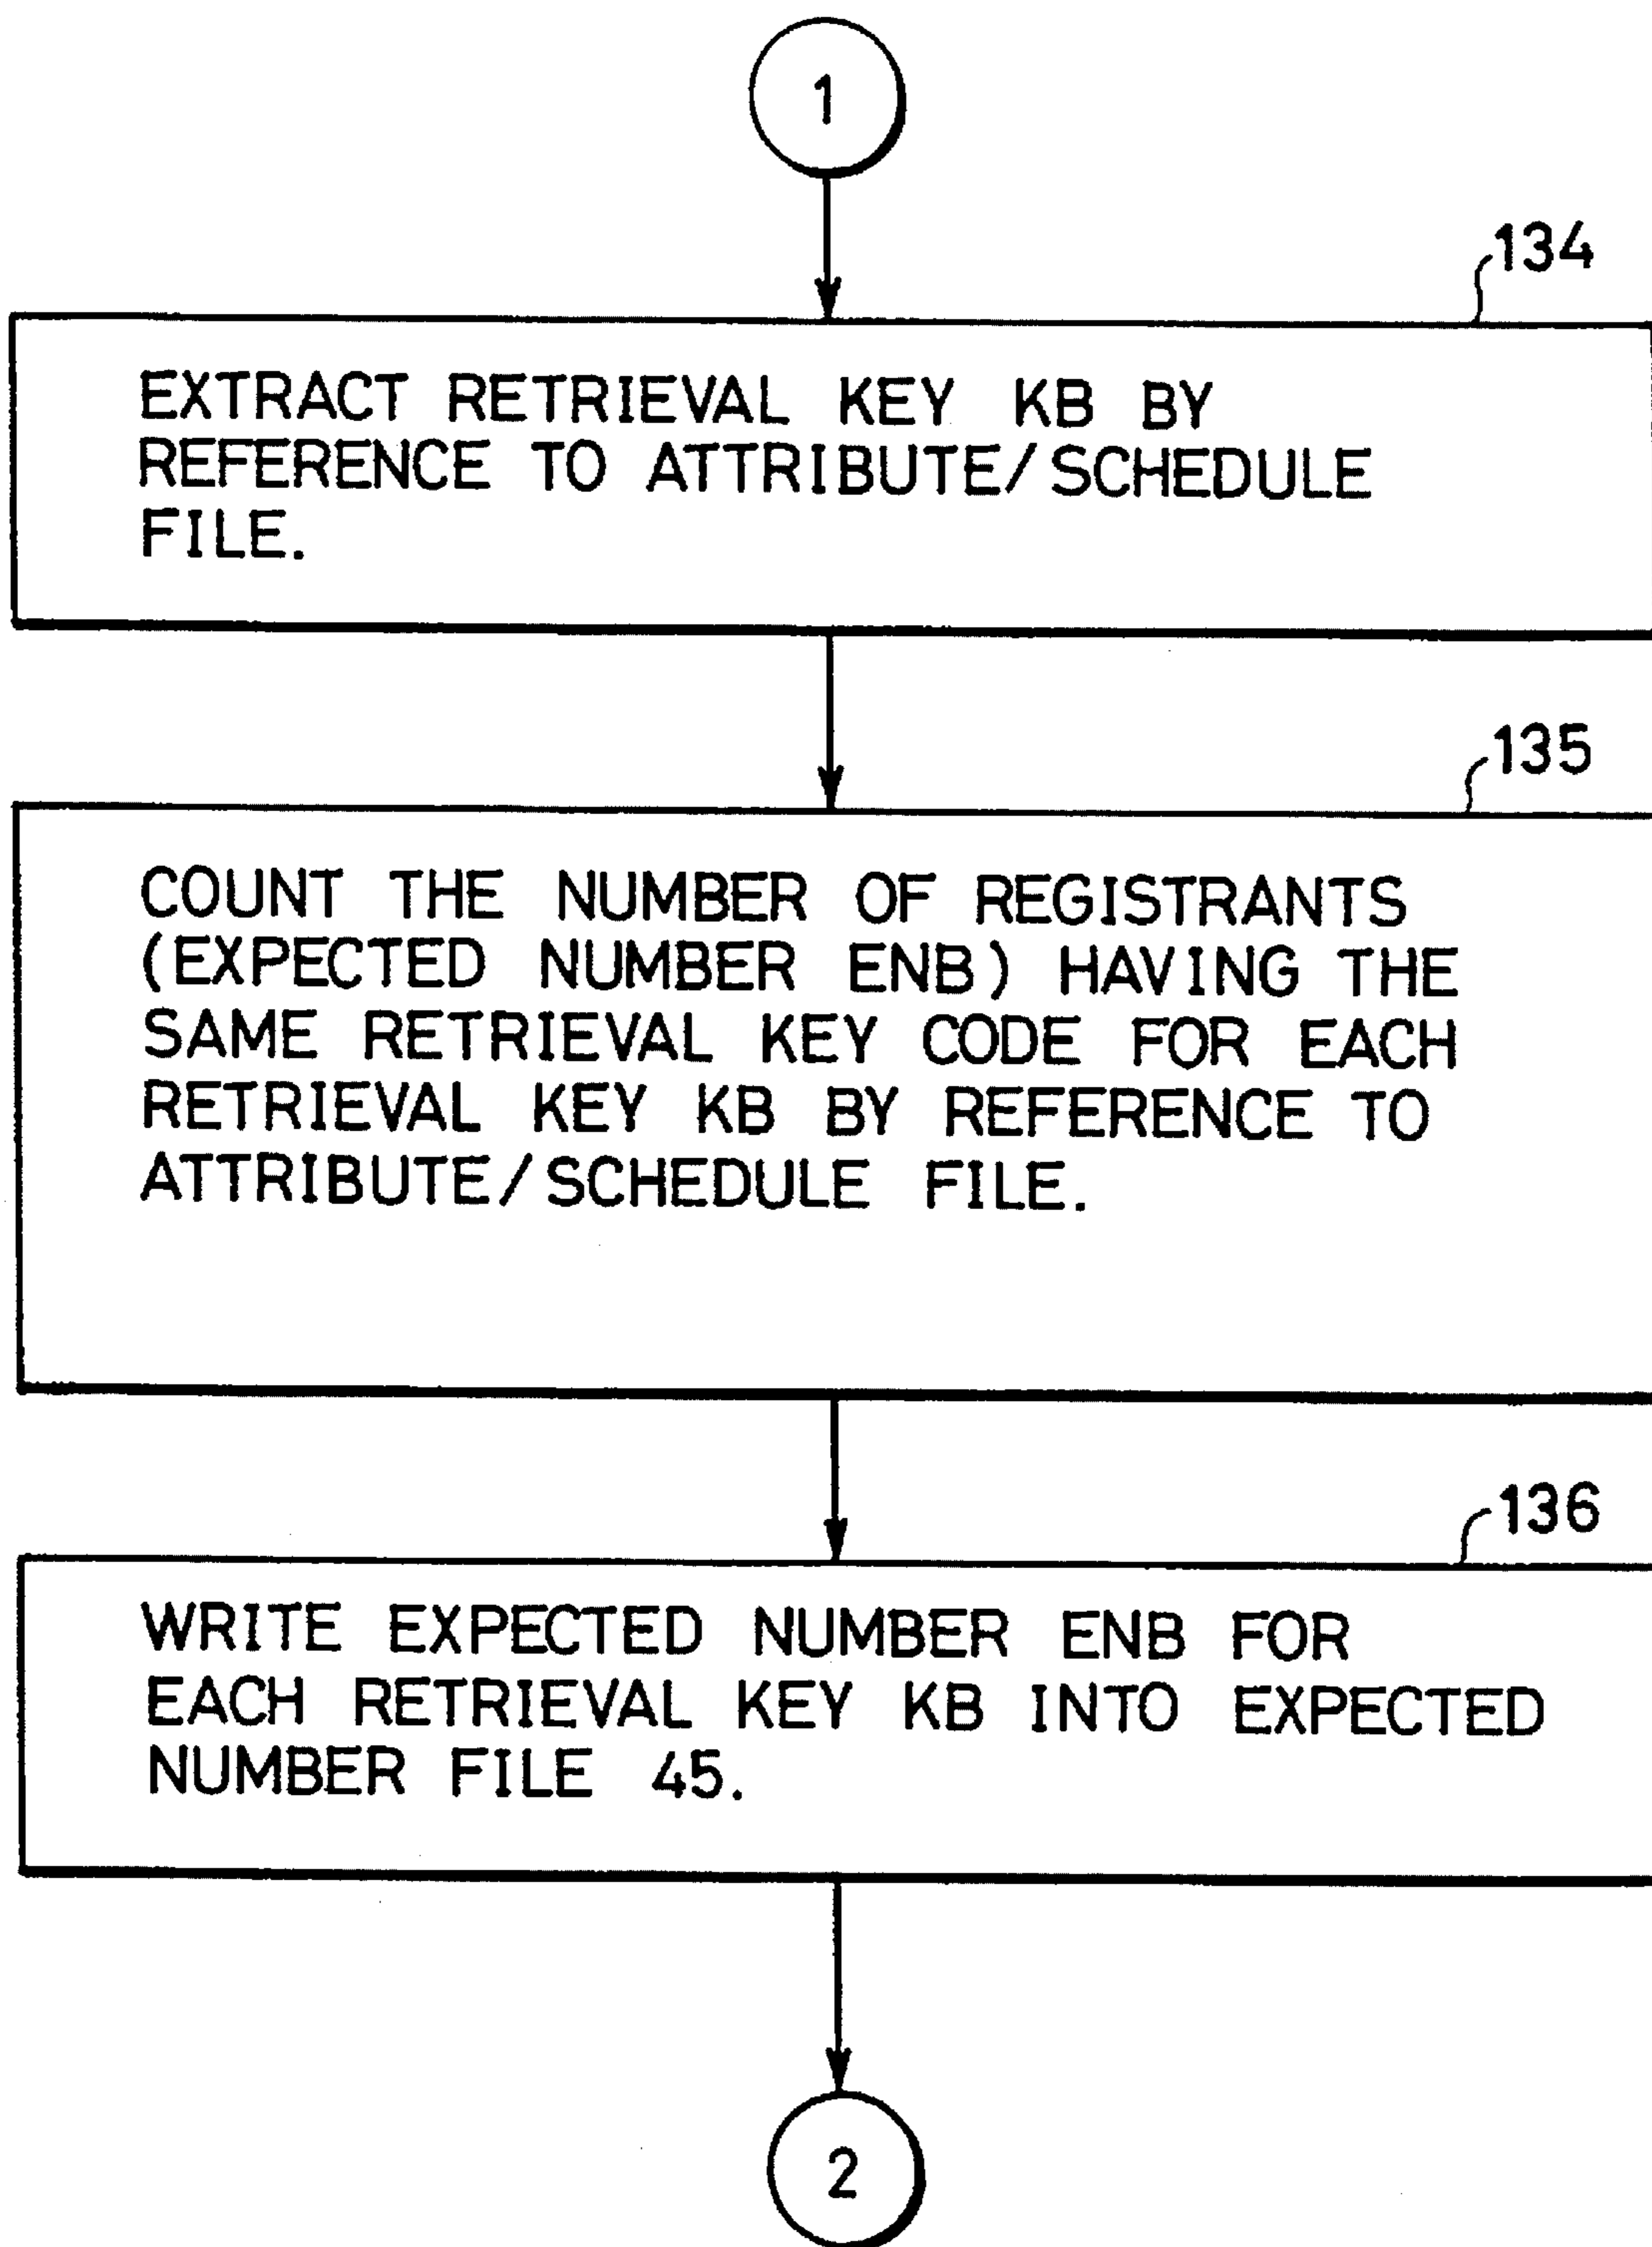 1
134
EXTRACT RETRIEVAL KEY KB BY
REFERENCE TO ATTRIBUTE/SCHEDULE
FILE.
135
COUNT THE NUMBER OF REGISTRANTS
(EXPECTED NUMBER ENB) HAVING THE
SAME RETRIEVAL KEY CODE FOR EACH
RETRIEVAL KEY KB BY REFERENCE TO
ATTRIBUTE/SCHEDULE FILE.
136
WRITE EXPECTED NUMBER ENB FOR
EACH RETRIEVAL KEY KB INTO EXPECTED
NUMBER FILE 45.
2